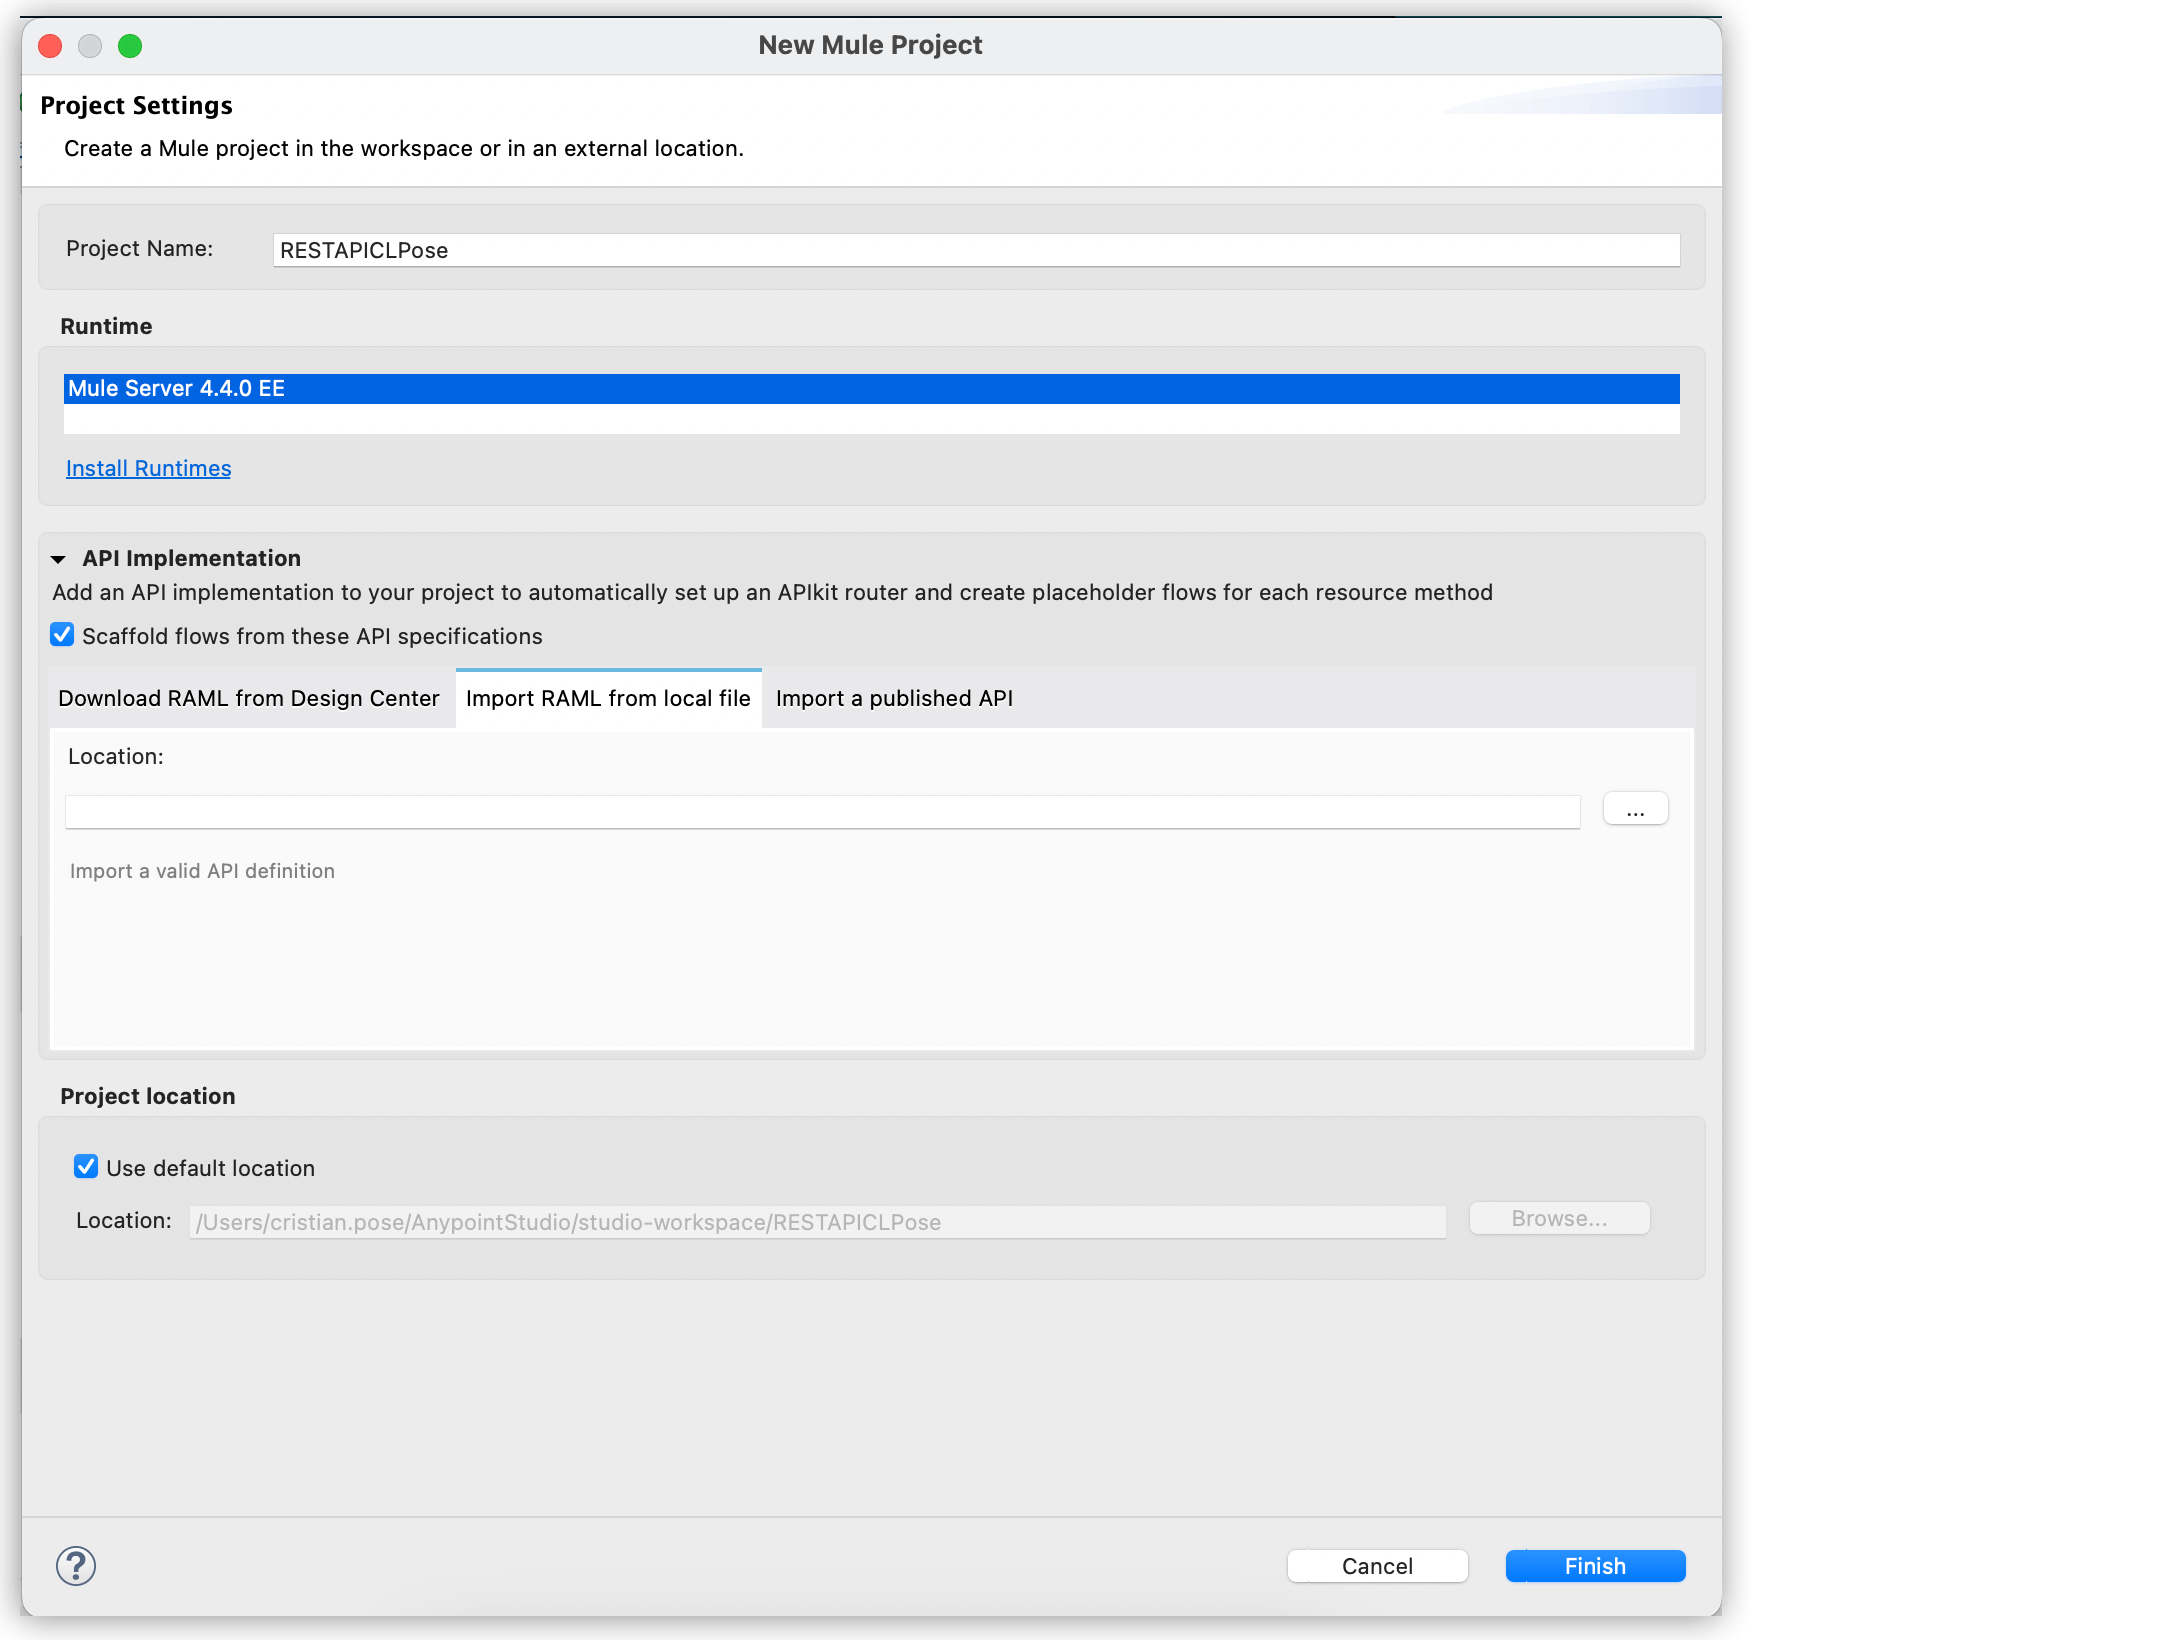 New Mule Project
Project Settings
Create a Mule project in the workspace or in an external location.
Project Name:
RESTAPICLPose
Runtime
Mule Server 4.4.0 EE
Install Runtimes
API Implementation
Add an API implementation to your project to automatically set up an APIkit router and create placeholder flows for each resource method
Scaffold flows from these API specifications
Download RAML from Design Center
Import RAML from local file
Import a published API
Location:
...
Import a valid API definition
Project location
Use default location
Location:
/Users/cristian.pose/AnypointStudio/studio-workspace/RESTAPICLPose
Browse...
?
Cancel
Finish